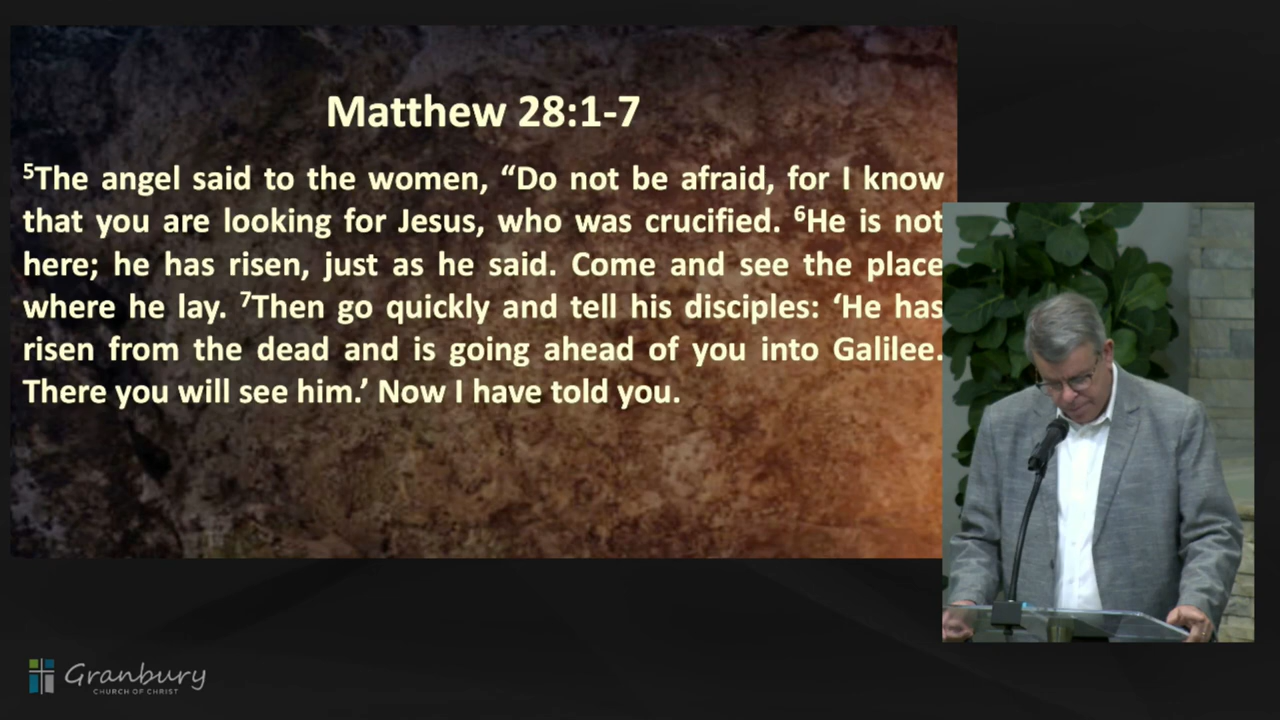 Matthew 28:1-7
⁵The angel said to the women, “Do not be afraid, for I know
that you are looking for Jesus, who was crucified. ⁶He is not
here; he has risen, just as he said. Come and see the place
where he lay. ⁷Then go quickly and tell his disciples: ‘He has
risen from the dead and is going ahead of you into Galilee.
There you will see him.’ Now I have told you.
Granbury
CHURCH OF CHRIST